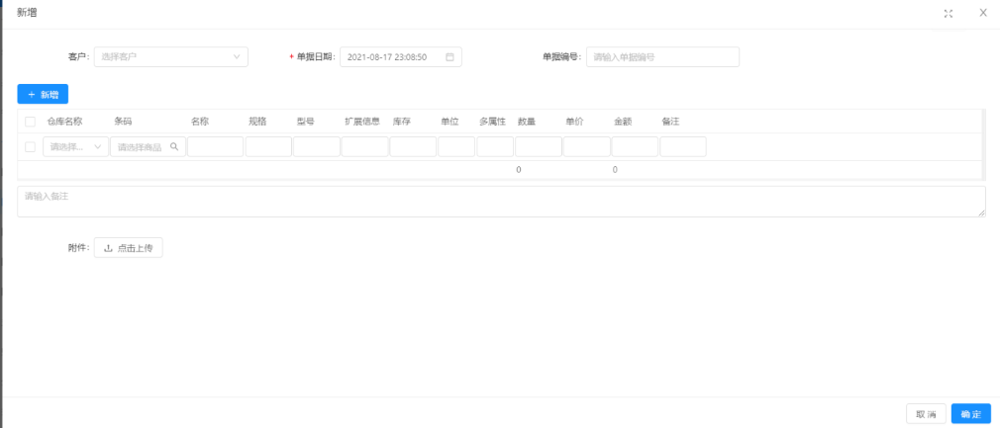 新增
客户: 选择客户 * 单据日期: 2021-08-17 23:08:50 单据编号: 请输入单据编号
+ 新增
仓库名称 条码 名称 规格 型号 扩展信息 库存 单位 多属性 数量 单价 金额 备注
请选择... 请选择商品
0 0
请输入备注
附件: 点击上传
取消 确定